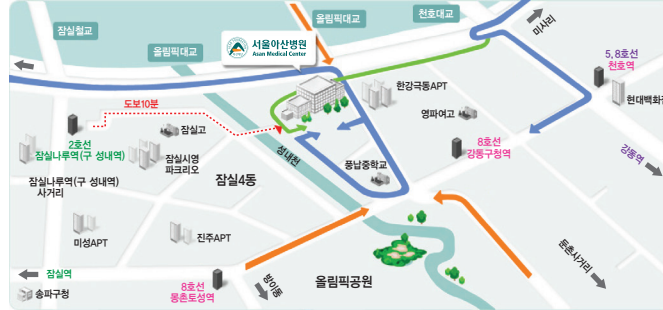 잠실철교
올림픽대교
올림픽대교
천호대교
미사리
서울아산병원
Asan Medical Center
5, 8호선
천호역
현대백화점
한강극동APT
영파여고
도보10분
2호선
잠실나루역(구 성내역)
잠실고
잠실시영
파크리오
성내천
풍납중학교
8호선
강동구청역
강동역
잠실나루역(구 성내역)
사거리
잠실4동
미성APT
진주APT
잠실역
송파구청
8호선
몽촌토성역
방이동
올림픽공원
둔촌사거리